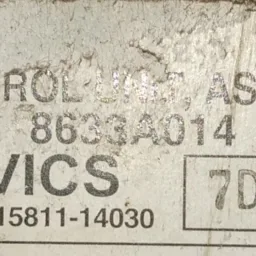 ROL UNIT, AS
8633A014
VICS
15811-14030
7D